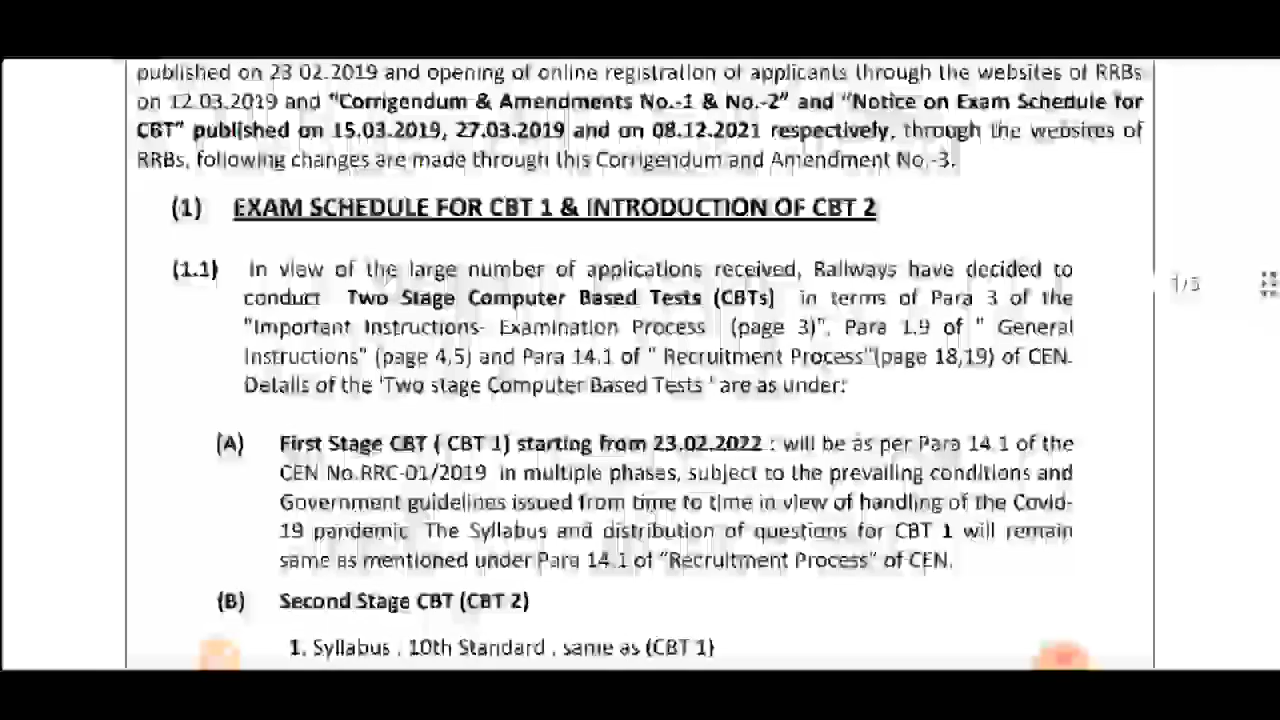 published on 23 02.2019 and opening of online registration of applicants through the websites of RRBs
on 12.03.2019 and "Corrigendum & Amendments No.-1 & No.-2" and "Notice on Exam Schedule for
CBT" published on 15.03.2019, 27.03.2019 and on 08.12.2021 respectively, through the websites of
RRBs, following changes are made through this Corrigendum and Amendment No.-3.
(1) EXAM SCHEDULE FOR CBT 1 & INTRODUCTION OF CBT 2
(1.1) In view of the large number of applications received, Railways have decided to
conduct Two Stage Computer Based Tests (CBTs) in terms of Para 3 of the
"Important Instructions- Examination Process (page 3)", Para 1.9 of " General
Instructions" (page 4,5) and Para 14.1 of " Recruitment Process"(page 18,19) of CEN.
Details of the 'Two stage Computer Based Tests ' are as under:
1/5
(A) First Stage CBT ( CBT 1) starting from 23.02.2022 : will be as per Para 14.1 of the
CEN No.RRC-01/2019 in multiple phases, subject to the prevailing conditions and
Government guidelines issued from time to time in view of handling of the Covid-
19 pandemic. The Syllabus and distribution of questions for CBT 1 will remain
same as mentioned under Para 14.1 of "Recruitment Process" of CEN.
(B) Second Stage CBT (CBT 2)
1. Syllabus : 10th Standard , same as (CBT 1)